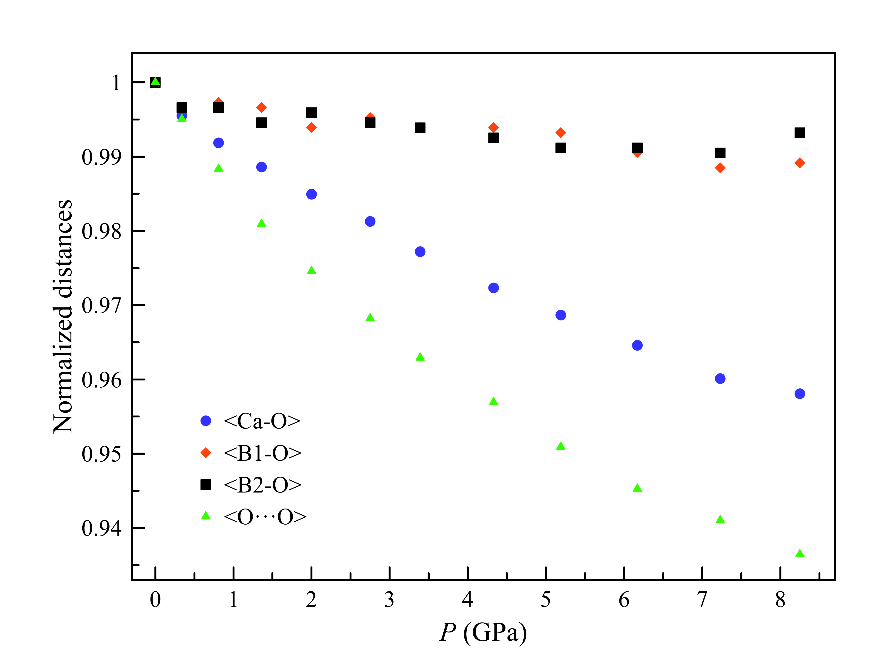 1
0.99
0.98
0.97
0.96
0.95
0.94
Normalized distances
<Ca-O>
<B1-O>
<B2-O>
<O···O>
0 1 2 3 4 5 6 7 8
P (GPa)